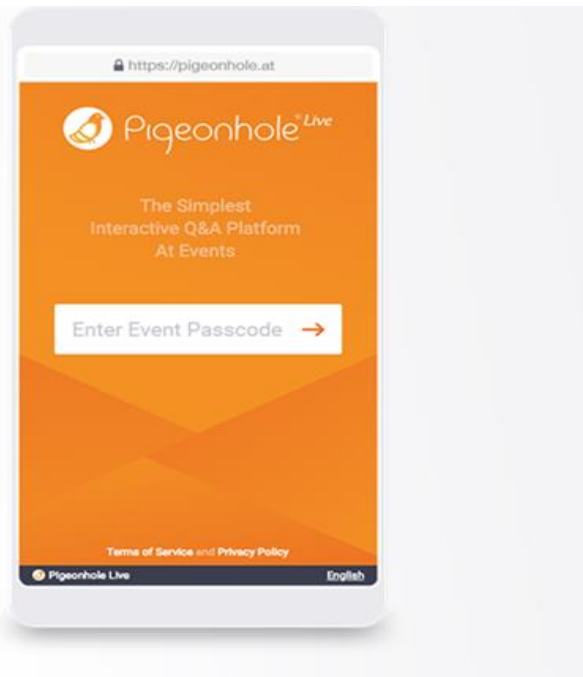 https://pigeonhole.at
Pigeonhole® Live
The Simplest
Interactive Q&A Platform
At Events
Enter Event Passcode →
Terms of Service and Privacy Policy
Pigeonhole Live English